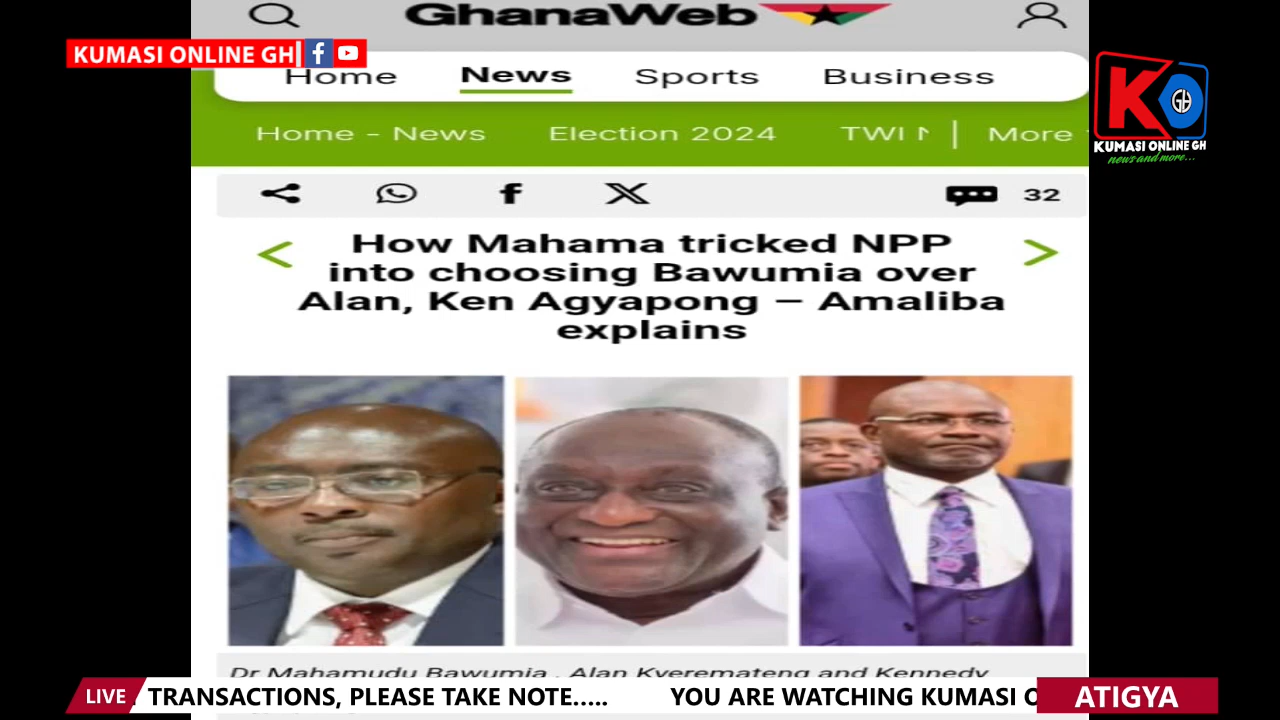 GhanaWeb
KUMASI ONLINE GH
Home News Sports Business
Home - News Election 2024 TWI More
32
How Mahama tricked NPP
into choosing Bawumia over
Alan, Ken Agyapong – Amaliba
explains
KUMASI ONLINE GH
news and more...
Dr Mahamudu Bawumia , Alan Kyeremateng and Kennedy
LIVE TRANSACTIONS, PLEASE TAKE NOTE..... YOU ARE WATCHING KUMASI ATIGYA